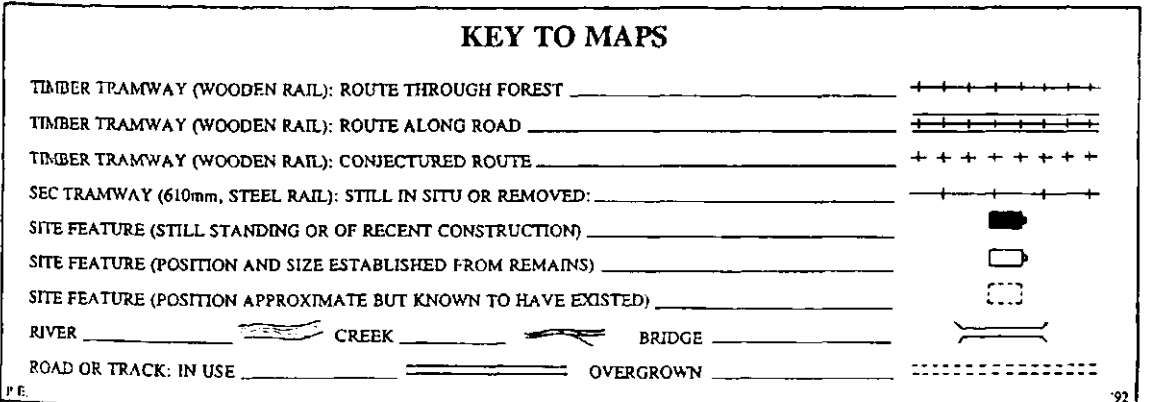 KEY TO MAPS
TIMBER TRAMWAY (WOODEN RAIL): ROUTE THROUGH FOREST
TIMBER TRAMWAY (WOODEN RAIL): ROUTE ALONG ROAD
TIMBER TRAMWAY (WOODEN RAIL): CONJECTURED ROUTE
SEC TRAMWAY (610mm, STEEL RAIL): STILL IN SITU OR REMOVED:
SITE FEATURE (STILL STANDING OR OF RECENT CONSTRUCTION)
SITE FEATURE (POSITION AND SIZE ESTABLISHED FROM REMAINS)
SITE FEATURE (POSITION APPROXIMATE BUT KNOWN TO HAVE EXISTED)
RIVER CREEK BRIDGE
ROAD OR TRACK: IN USE OVERGROWN
P.E. '92